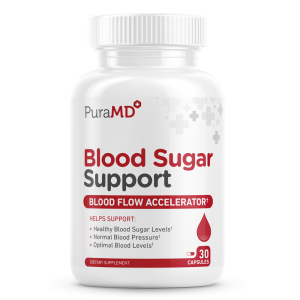 PuraMD
Blood Sugar
Support
BLOOD FLOW ACCELERATOR†
HELPS SUPPORT:
• Healthy Blood Sugar Levels†
• Normal Blood Pressure†
• Optimal Blood Levels†
30
CAPSULES
DIETARY SUPPLEMENT